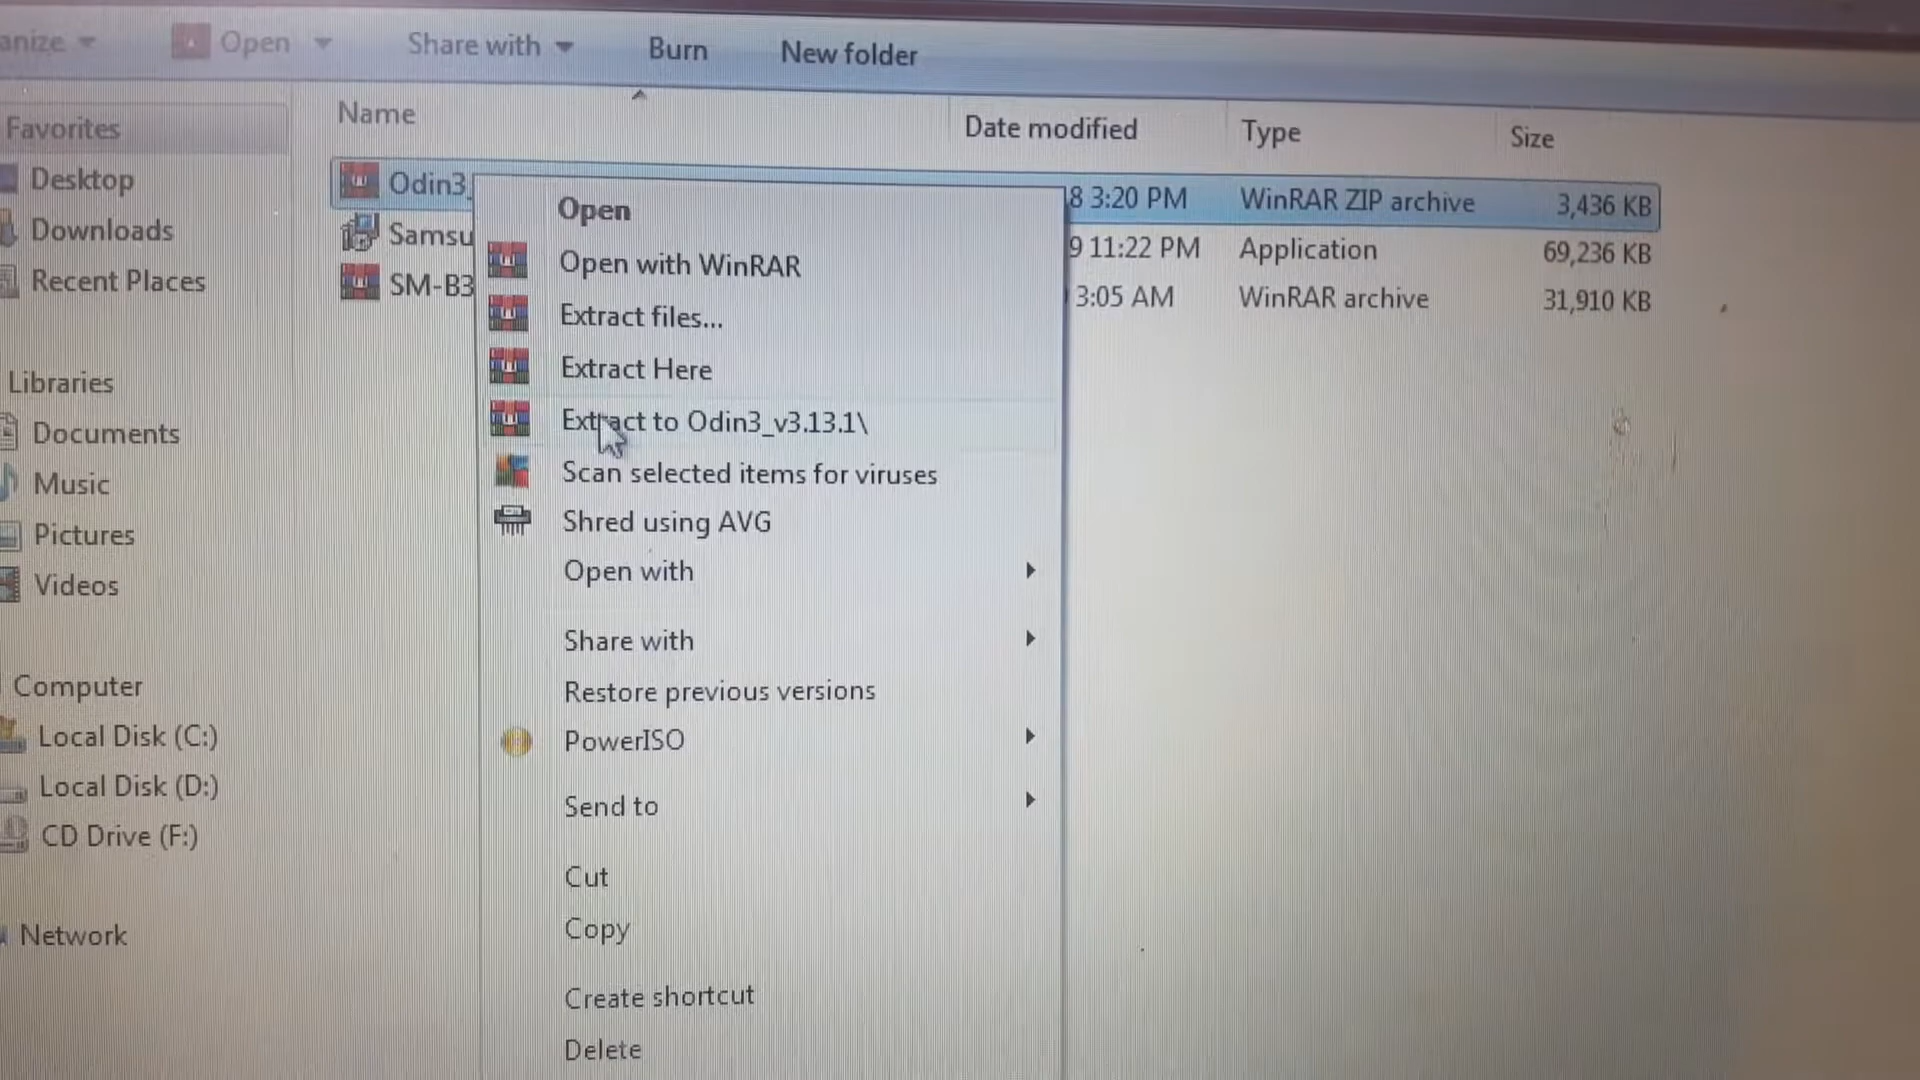 anize
Open
Share with
Burn
New folder
Name
Date modified
Type
Size
Favorites
Desktop
Downloads
Recent Places
Libraries
Documents
Music
Pictures
Videos
Computer
Local Disk (C:)
Local Disk (D:)
CD Drive (F:)
Network
Odin3_
8 3:20 PM
WinRAR ZIP archive
3,436 KB
Samsu
9 11:22 PM
Application
69,236 KB
SM-B3
3:05 AM
WinRAR archive
31,910 KB
Open
Open with WinRAR
Extract files...
Extract Here
Extract to Odin3_v3.13.1\
Scan selected items for viruses
Shred using AVG
Open with
Share with
Restore previous versions
PowerISO
Send to
Cut
Copy
Create shortcut
Delete